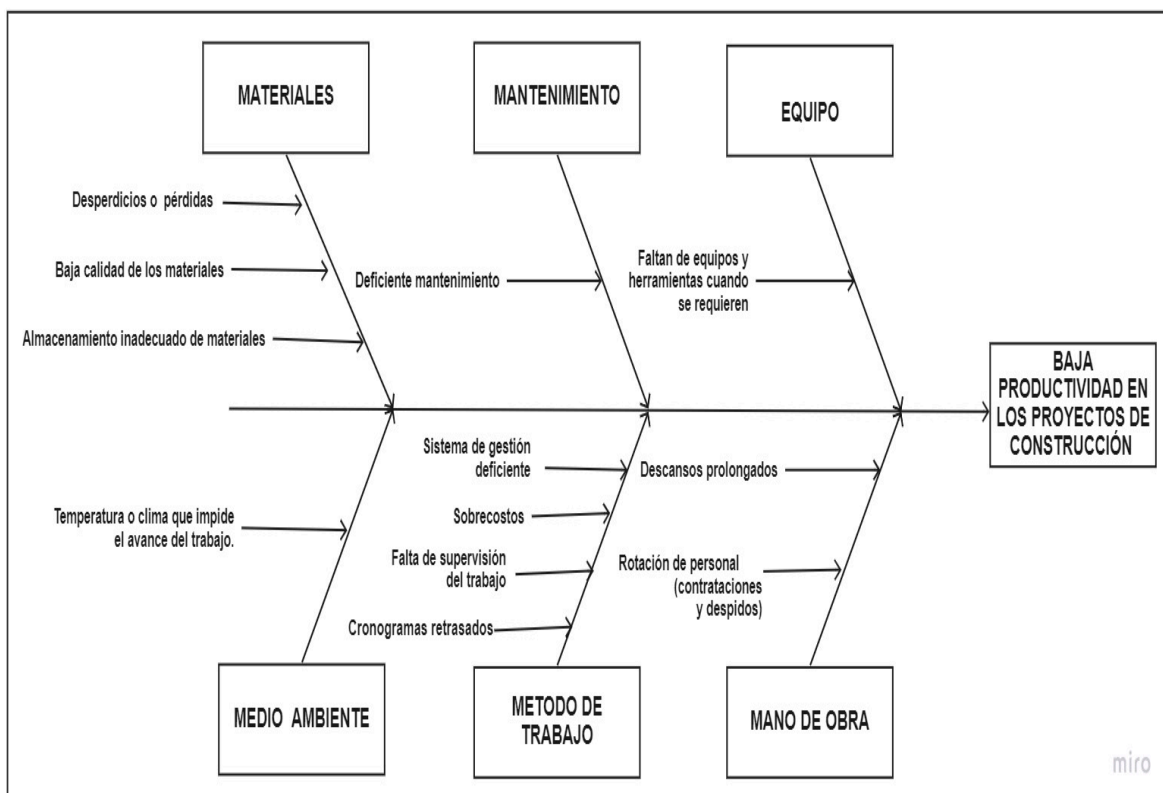 MATERIALES
MANTENIMIENTO
EQUIPO
Desperdicios o pérdidas
Baja calidad de los materiales
Almacenamiento inadecuado de materiales
Deficiente mantenimiento
Faltan de equipos y
herramientas cuando
se requieren
BAJA
PRODUCTIVIDAD EN
LOS PROYECTOS DE
CONSTRUCCIÓN
Temperatura o clima que impide
el avance del trabajo.
Sistema de gestión
deficiente
Sobrecostos
Falta de supervisión
del trabajo
Cronogramas retrasados
Descansos prolongados
Rotación de personal
(contrataciones
y despidos)
MEDIO AMBIENTE
METODO DE
TRABAJO
MANO DE OBRA
miro